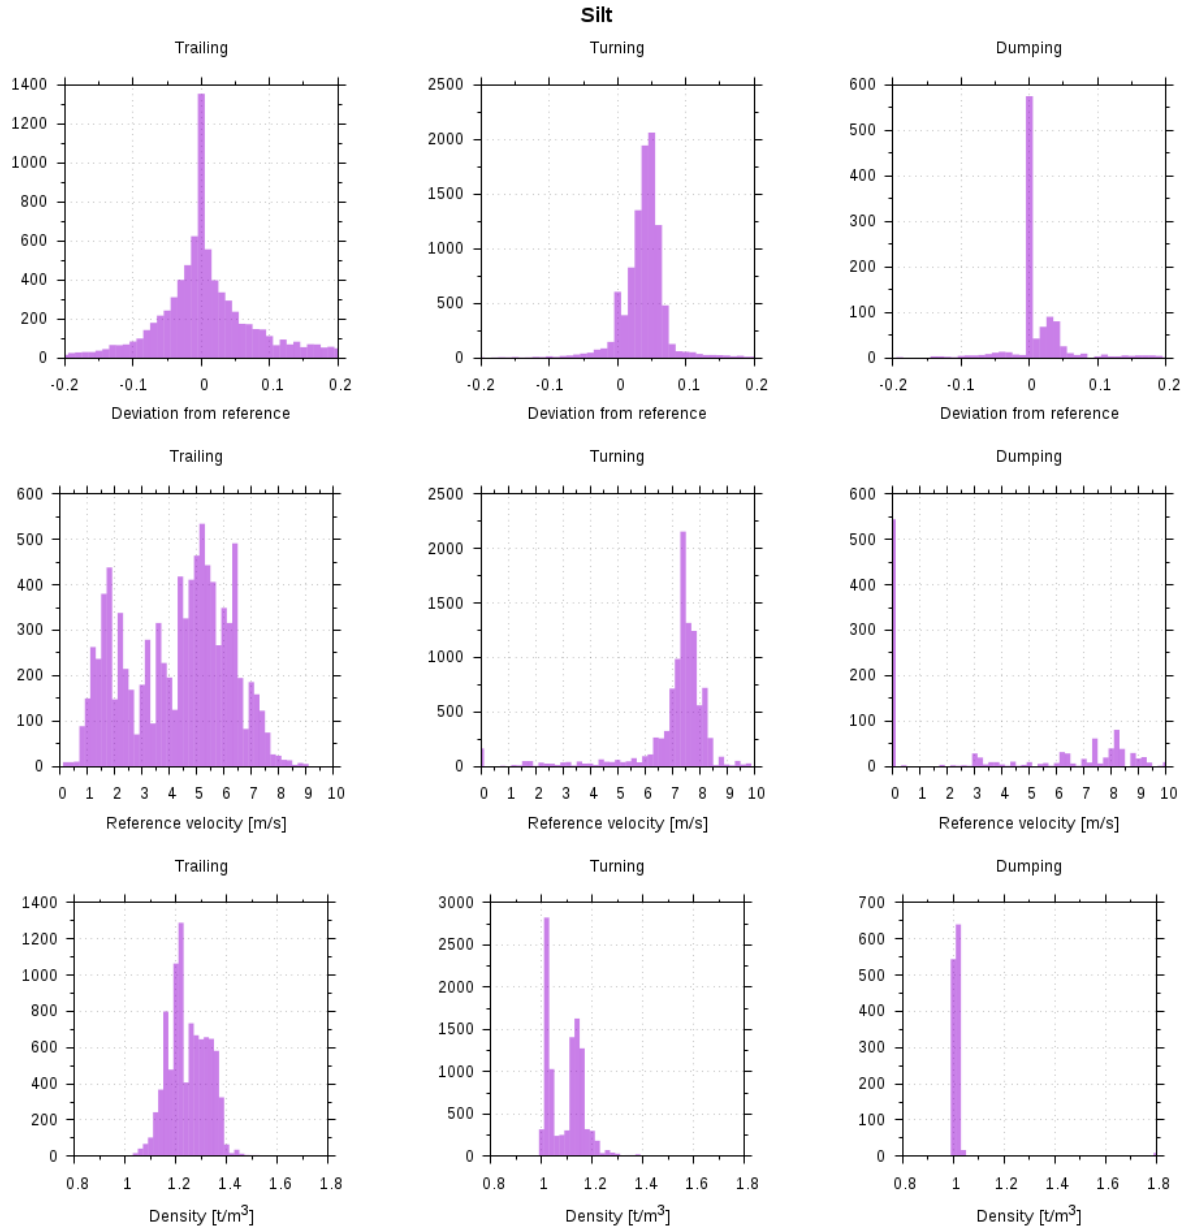 Silt
Trailing
Turning
Dumping
1400
1200
1000
800
600
400
200
0
-0.2 -0.1 0 0.1 0.2
Deviation from reference
2500
2000
1500
1000
500
0
-0.2 -0.1 0 0.1 0.2
Deviation from reference
600
500
400
300
200
100
0
-0.2 -0.1 0 0.1 0.2
Deviation from reference
Trailing
Turning
Dumping
600
500
400
300
200
100
0
0 1 2 3 4 5 6 7 8 9 10
Reference velocity [m/s]
2500
2000
1500
1000
500
0
0 1 2 3 4 5 6 7 8 9 10
Reference velocity [m/s]
600
500
400
300
200
100
0
0 1 2 3 4 5 6 7 8 9 10
Reference velocity [m/s]
Trailing
Turning
Dumping
1400
1200
1000
800
600
400
200
0
0.8 1 1.2 1.4 1.6 1.8
Density [t/m³]
3000
2500
2000
1500
1000
500
0
0.8 1 1.2 1.4 1.6 1.8
Density [t/m³]
700
600
500
400
300
200
100
0
0.8 1 1.2 1.4 1.6 1.8
Density [t/m³]